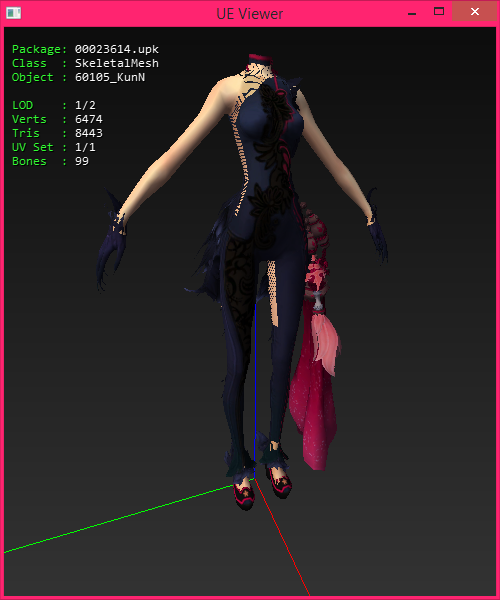 UE Viewer
Package: 00023614.upk
Class  : SkeletalMesh
Object : 60105_KunN
LOD    : 1/2
Verts  : 6474
Tris   : 8443
UV Set : 1/1
Bones  : 99